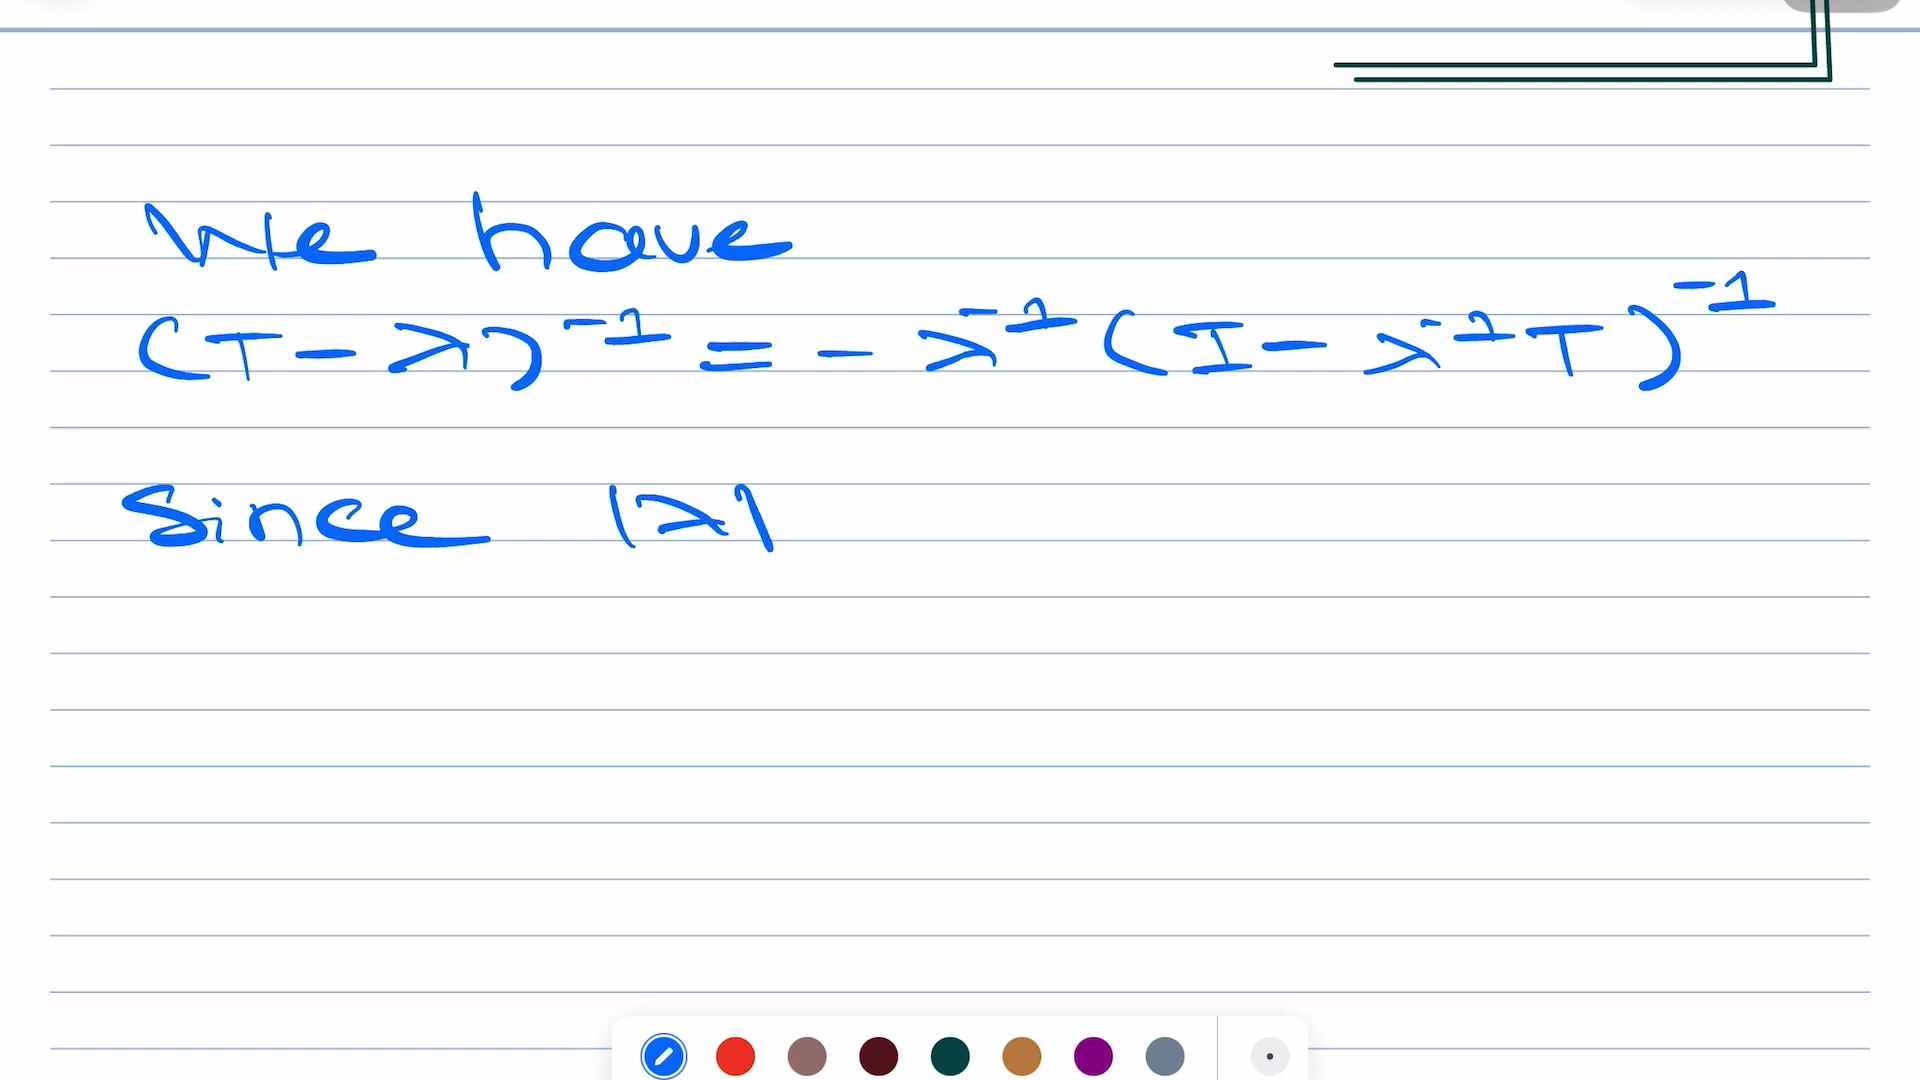 We have
(T - λ)⁻¹ = - λ⁻¹ (I - λ⁻¹T)⁻¹
Since |λ|